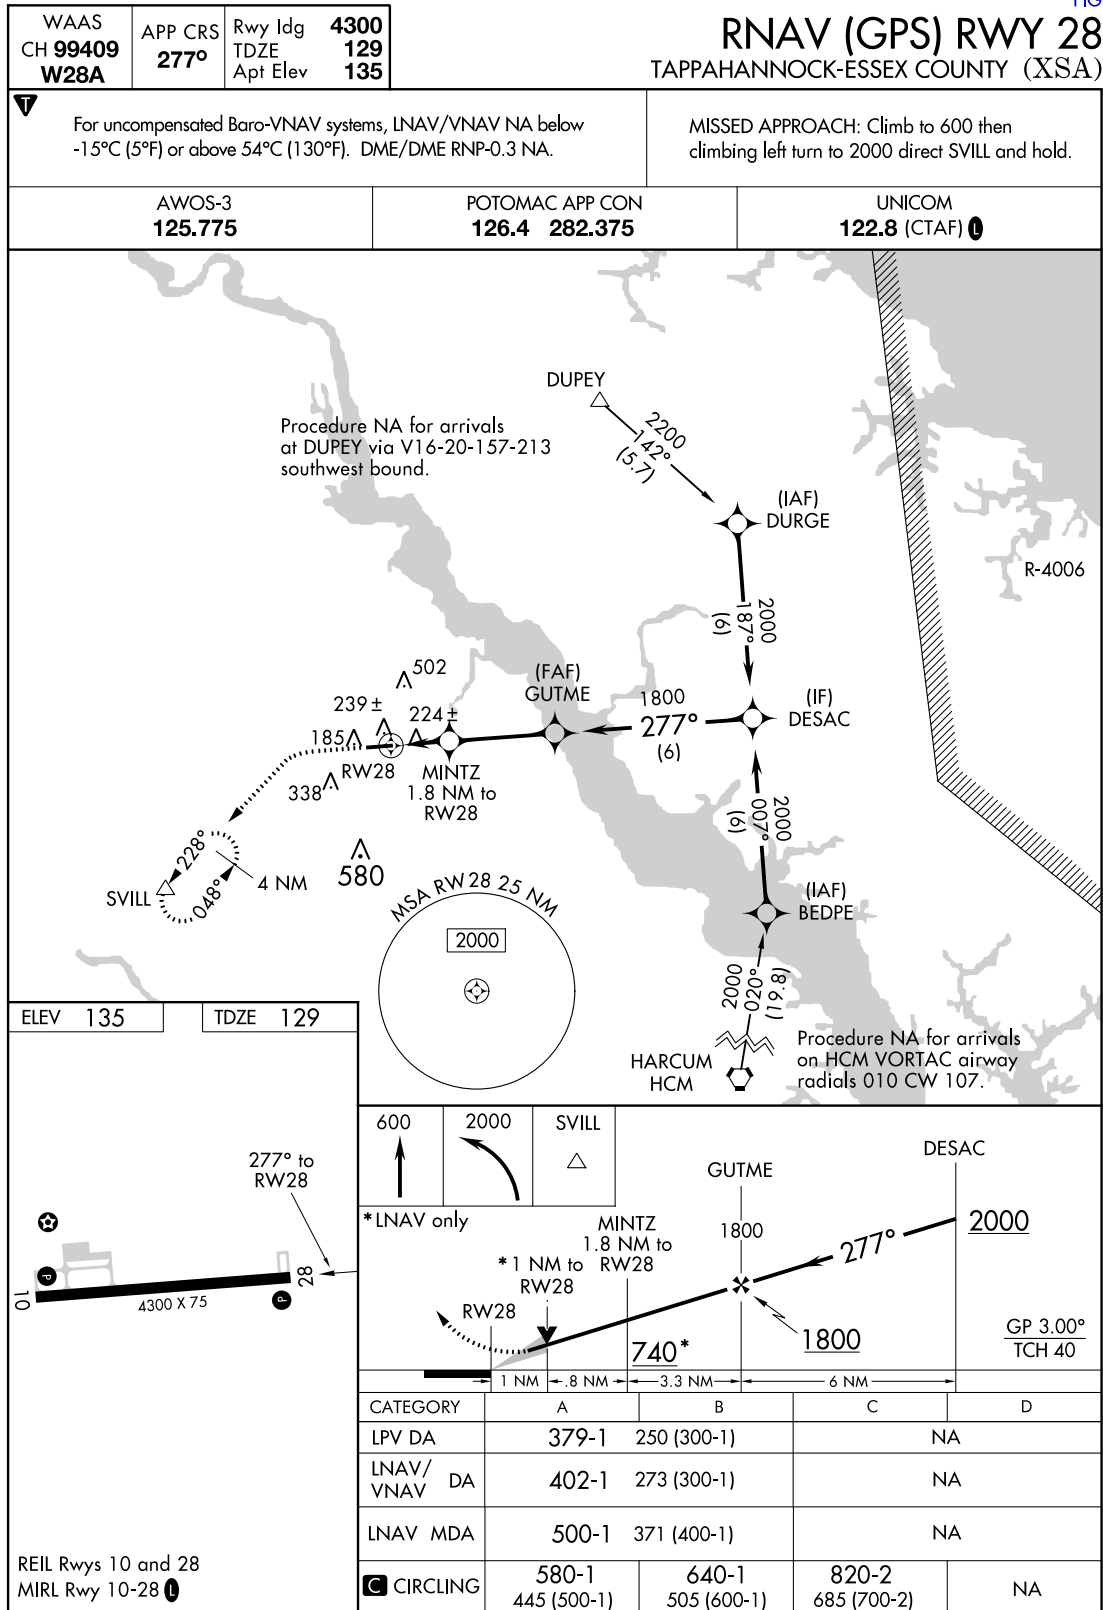 WAAS
CH 99409
W28A
APP CRS
277°
Rwy Idg 4300
TDZE 129
Apt Elev 135
RNAV (GPS) RWY 28
TAPPAHANNOCK-ESSEX COUNTY (XSA)
T
For uncompensated Baro-VNAV systems, LNAV/VNAV NA below
-15°C (5°F) or above 54°C (130°F). DME/DME RNP-0.3 NA.
MISSED APPROACH: Climb to 600 then
climbing left turn to 2000 direct SVILL and hold.
AWOS-3
125.775
POTOMAC APP CON
126.4 282.375
UNICOM
122.8 (CTAF) L
DUPEY
Procedure NA for arrivals
at DUPEY via V16-20-157-213
southwest bound.
2200
142°
(5.7)
(IAF)
DURGE
R-4006
2000
187°
(6)
502
(FAF)
GUTME
1800
277°
(6)
(IF)
DESAC
239 ±
224 ±
185
RW28
MINTZ
1.8 NM to
RW28
338
2000
007°
(6)
228°
048°
4 NM
SVILL
580
(IAF)
BEDPE
MSA RW28 25 NM
2000
2000
020°
(19.8)
HARCUM
HCM
Procedure NA for arrivals
on HCM VORTAC airway
radials 010 CW 107.
ELEV 135
TDZE 129
277° to
RW28
P
10
4300 X 75
28
P
REIL Rwys 10 and 28
MIRL Rwy 10-28 L
600
2000
SVILL
DESAC
GUTME
*LNAV only
MINTZ
1.8 NM to
RW28
1800
277°
2000
*1 NM to
RW28
RW28
740*
1800
GP 3.00°
TCH 40
1 NM
.8 NM
3.3 NM
6 NM
CATEGORY A B C D
LPV DA 379-1 250 (300-1) NA
LNAV/
VNAV DA 402-1 273 (300-1) NA
LNAV MDA 500-1 371 (400-1) NA
C CIRCLING 580-1 640-1 820-2 NA
445 (500-1) 505 (600-1) 685 (700-2)